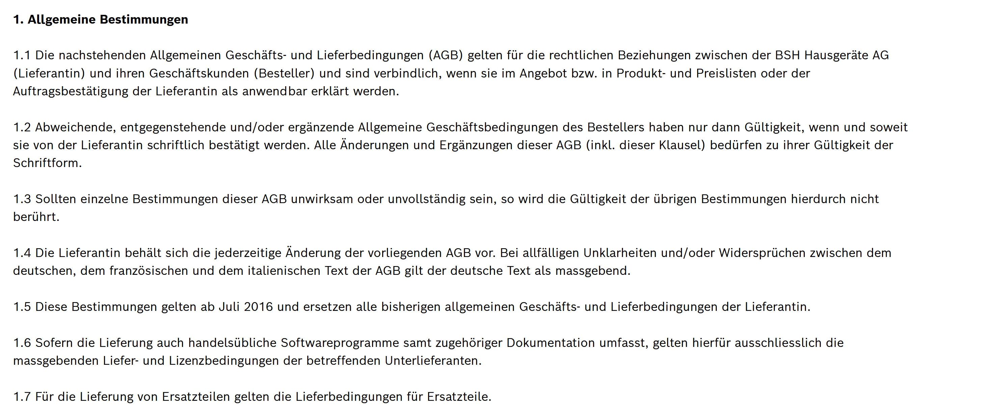 1. Allgemeine Bestimmungen
1.1 Die nachstehenden Allgemeinen Geschäfts- und Lieferbedingungen (AGB) gelten für die rechtlichen Beziehungen zwischen der BSH Hausgeräte AG
(Lieferantin) und ihren Geschäftskunden (Besteller) und sind verbindlich, wenn sie im Angebot bzw. in Produkt- und Preislisten oder der
Auftragsbestätigung der Lieferantin als anwendbar erklärt werden.
1.2 Abweichende, entgegenstehende und/oder ergänzende Allgemeine Geschäftsbedingungen des Bestellers haben nur dann Gültigkeit, wenn und soweit
sie von der Lieferantin schriftlich bestätigt werden. Alle Änderungen und Ergänzungen dieser AGB (inkl. dieser Klausel) bedürfen zu ihrer Gültigkeit der
Schriftform.
1.3 Sollten einzelne Bestimmungen dieser AGB unwirksam oder unvollständig sein, so wird die Gültigkeit der übrigen Bestimmungen hierdurch nicht
berührt.
1.4 Die Lieferantin behält sich die jederzeitige Änderung der vorliegenden AGB vor. Bei allfälligen Unklarheiten und/oder Widersprüchen zwischen dem
deutschen, dem französischen und dem italienischen Text der AGB gilt der deutsche Text als massgebend.
1.5 Diese Bestimmungen gelten ab Juli 2016 und ersetzen alle bisherigen allgemeinen Geschäfts- und Lieferbedingungen der Lieferantin.
1.6 Sofern die Lieferung auch handelsübliche Softwareprogramme samt zugehöriger Dokumentation umfasst, gelten hierfür ausschliesslich die
massgebenden Liefer- und Lizenzbedingungen der betreffenden Unterlieferanten.
1.7 Für die Lieferung von Ersatzteilen gelten die Lieferbedingungen für Ersatzteile.